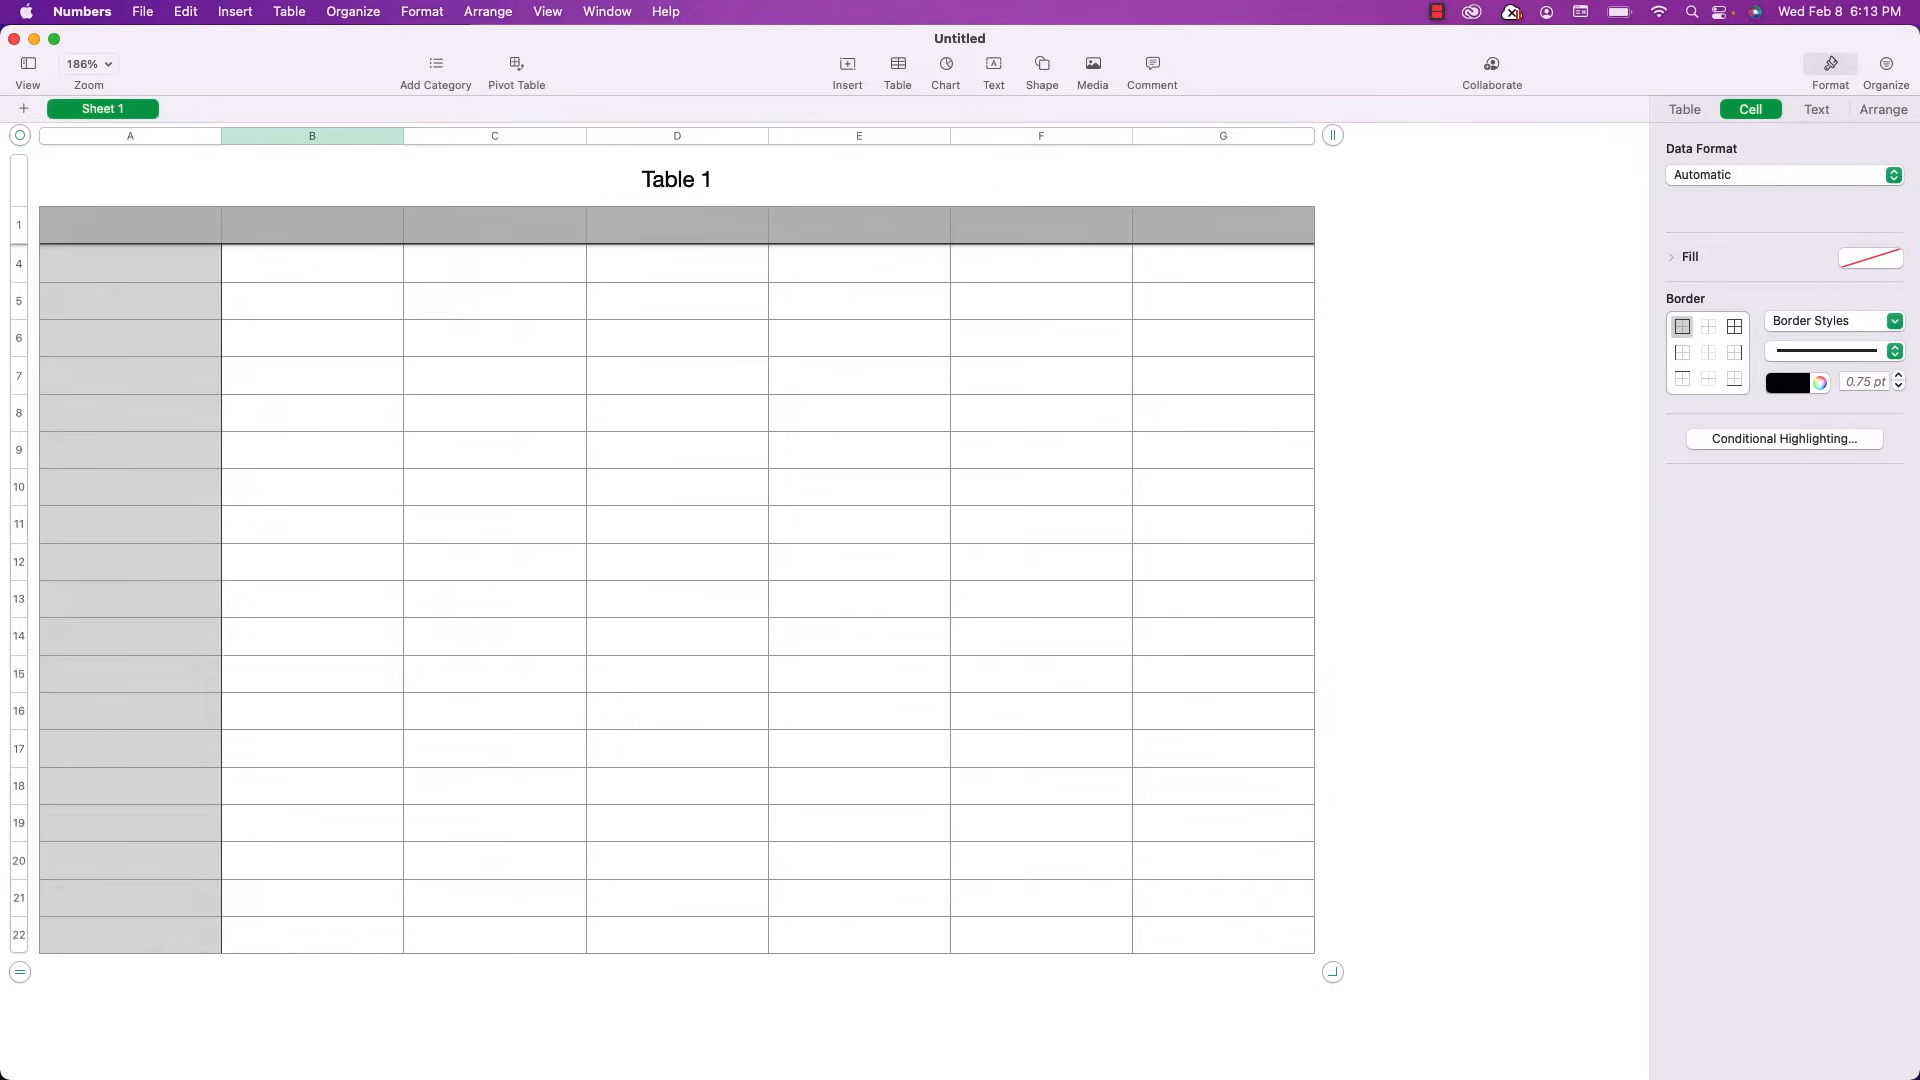 Numbers File Edit Insert Table Organize Format Arrange View Window Help Wed Feb 8 6:13 PM
Untitled
186%
View Zoom Add Category Pivot Table Insert Table Chart Text Shape Media Comment Collaborate Format Organize
Sheet 1
Table Cell Text Arrange
A B C D E F G
Table 1
1
4
5
6
7
8
9
10
11
12
13
14
15
16
17
18
19
20
21
22
Data Format
Automatic
Fill
Border
Border Styles
0.75 pt
Conditional Highlighting...